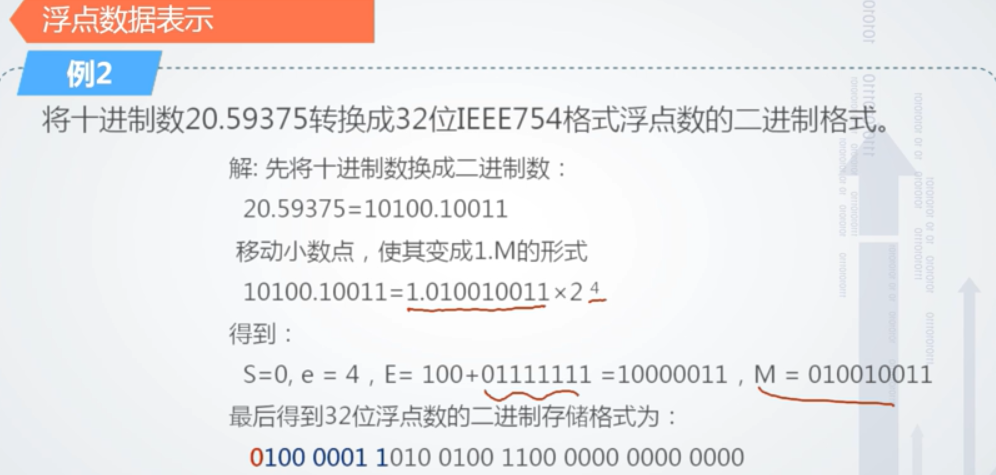 浮点数据表示
例2
将十进制数20.59375转换成32位IEEE754格式浮点数的二进制格式。
解: 先将十进制数换成二进制数：
20.59375=10100.10011
移动小数点，使其变成1.M的形式
10100.10011=1.010010011×2 4
得到：
S=0, e = 4，E= 100+01111111 =10000011，M = 010010011
最后得到32位浮点数的二进制存储格式为：
0100 0001 1010 0100 1100 0000 0000 0000